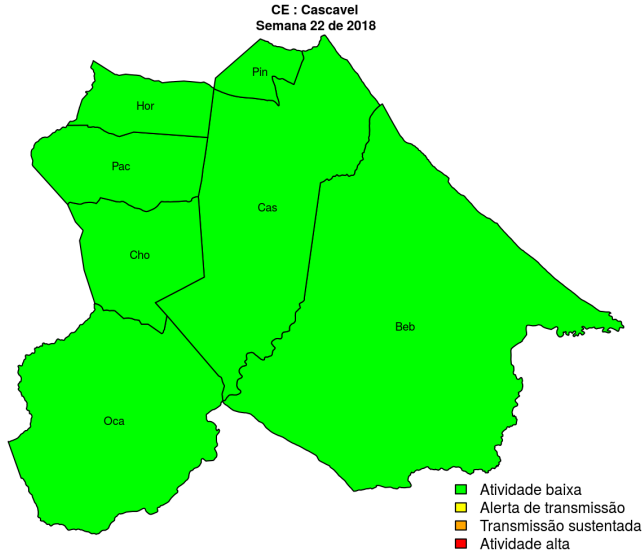 CE : Cascavel
Semana 22 de 2018
Pin
Hor
Pac
Cas
Cho
Beb
Oca
Atividade baixa
Alerta de transmissão
Transmissão sustentada
Atividade alta